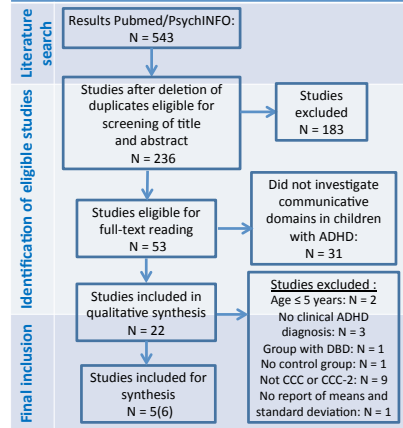 Literature
search
Results Pubmed/PsychINFO:
N = 543
Identification of eligible studies
Studies after deletion of
duplicates eligible for
screening of title
and abstract
N = 236
Studies
excluded
N = 183
Studies eligible for
full-text reading
N = 53
Did not investigate
communicative
domains in children
with ADHD:
N = 31
Studies included in
qualitative synthesis
N = 22
Studies excluded :
Age ≤ 5 years: N = 2
No clinical ADHD
diagnosis: N = 3
Group with DBD: N = 1
No control group: N = 1
Not CCC or CCC-2: N = 9
No report of means and
standard deviation: N = 1
Final inclusion
Studies included for
synthesis
N = 5(6)